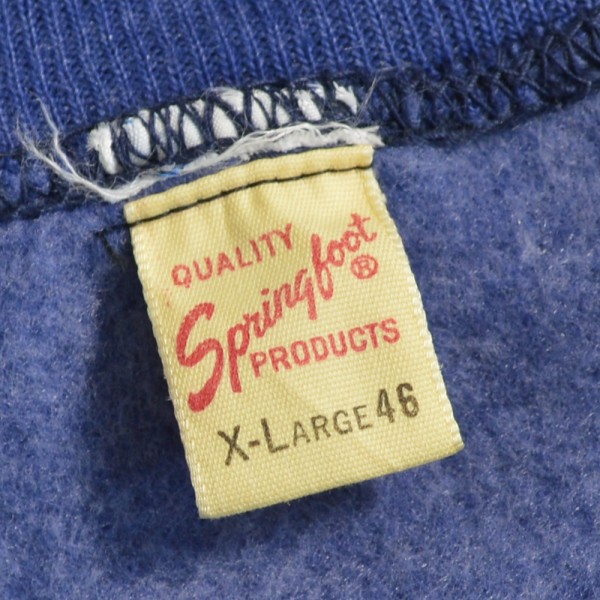 QUALITY
Springfoot®
PRODUCTS
X-LARGE 46